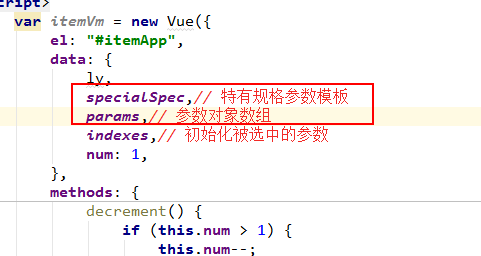 cript>
var itemVm = new Vue({
el: "#itemApp",
data: {
ly,
specialSpec,// 特有规格参数模板
params,// 参数对象数组
indexes,// 初始化被选中的参数
num: 1,
},
methods: {
decrement() {
if (this.num > 1) {
this.num--;